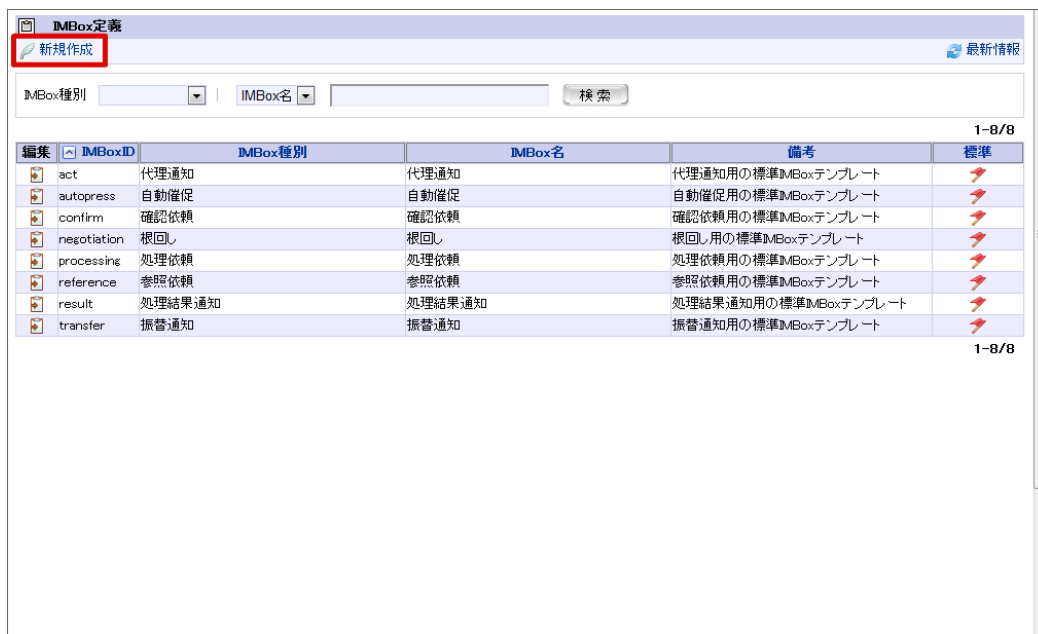 IMBox定義
新規作成 最新情報
IMBox種別 IMBox名 検索
1-8/8
編集 IMBoxID IMBox種別 IMBox名 備考 標準
act 代理通知 代理通知 代理通知用の標準IMBoxテンプレート
autopress 自動催促 自動催促 自動催促用の標準IMBoxテンプレート
confirm 確認依頼 確認依頼 確認依頼用の標準IMBoxテンプレート
negotiation 根回し 根回し 根回し用の標準IMBoxテンプレート
processing 処理依頼 処理依頼 処理依頼用の標準IMBoxテンプレート
reference 参照依頼 参照依頼 参照依頼用の標準IMBoxテンプレート
result 処理結果通知 処理結果通知 処理結果通知用の標準IMBoxテンプレート
transfer 振替通知 振替通知 振替通知用の標準IMBoxテンプレート
1-8/8